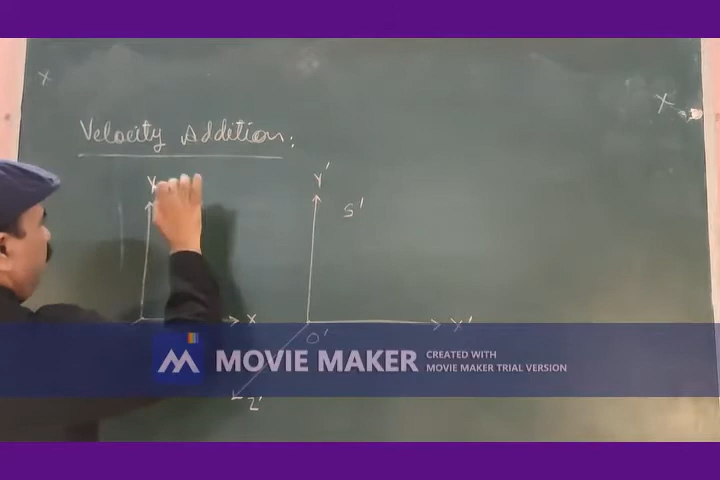 X
X
Velocity Addition:
Y
Y'
S'
X
X'
O'
MOVIE MAKER
CREATED WITH
MOVIE MAKER TRIAL VERSION
Z'